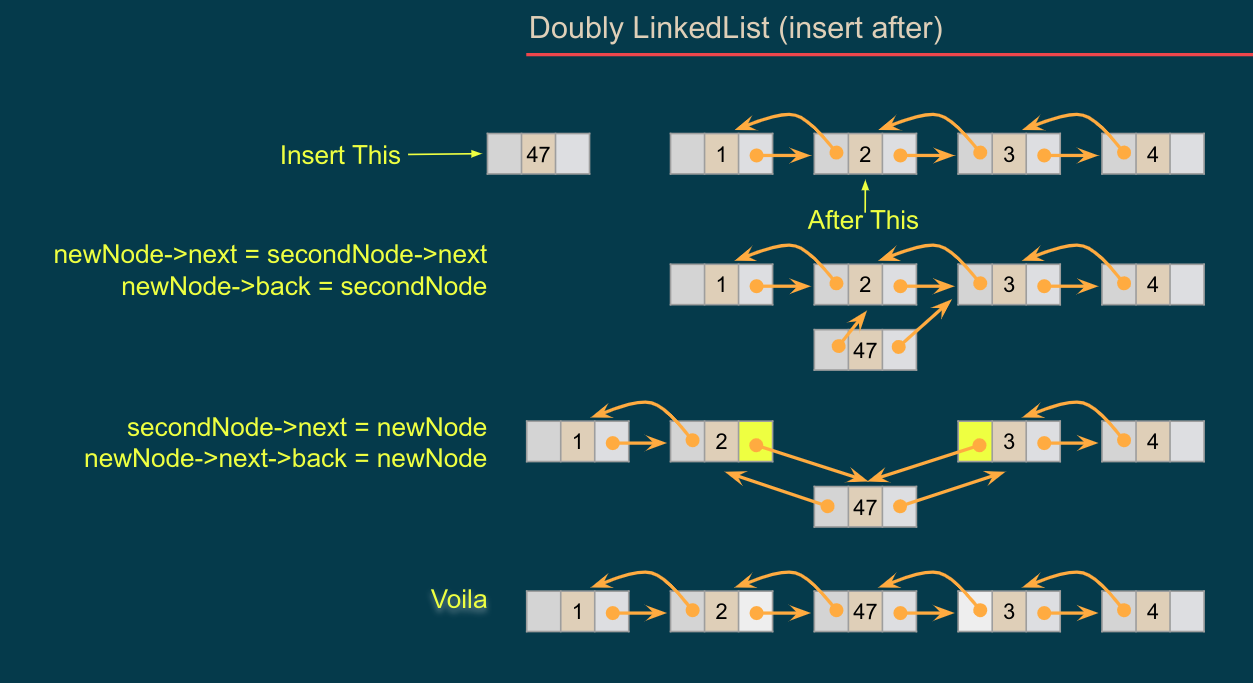 Doubly LinkedList (insert after)
Insert This
47
1 2 3 4
After This
newNode->next = secondNode->next
newNode->back = secondNode
1 2 3 4
47
secondNode->next = newNode
newNode->next->back = newNode
1 2 3 4
47
Voila
1 2 47 3 4